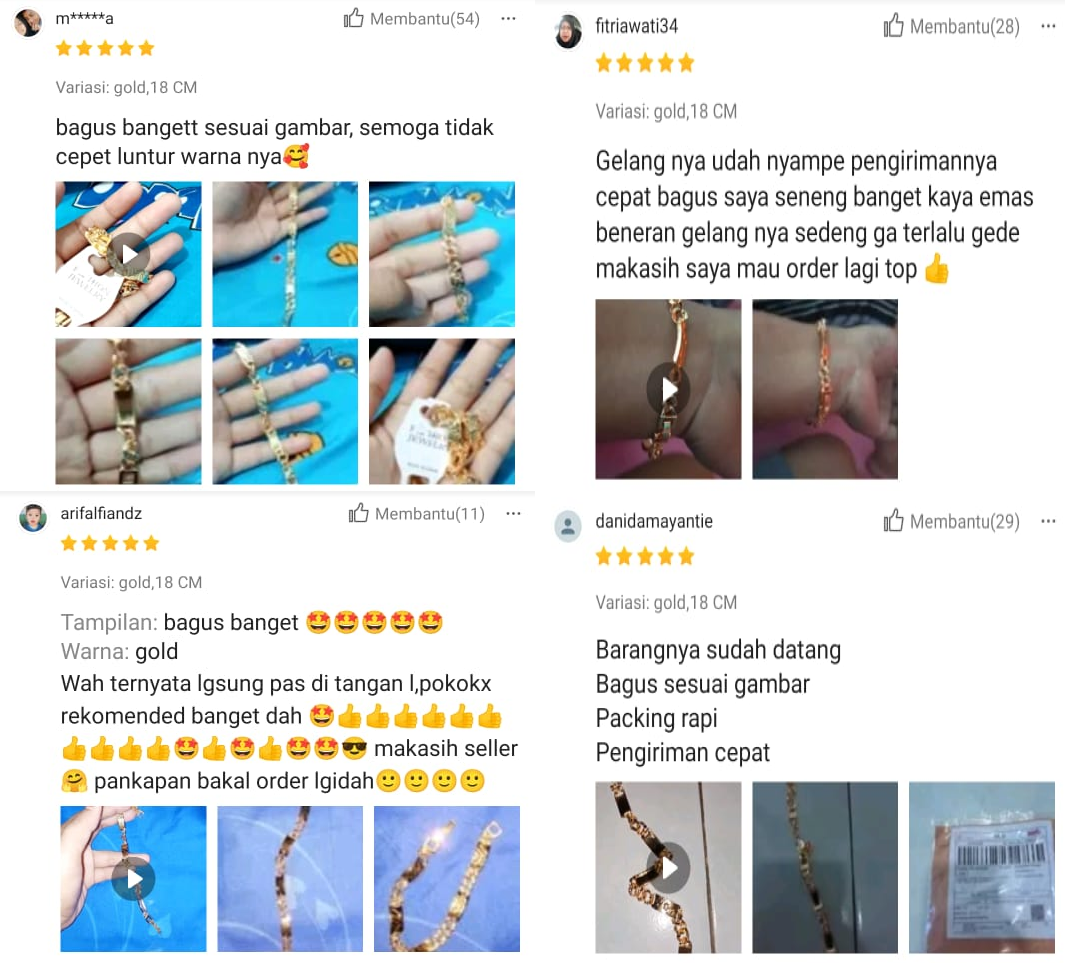 m*****a
Membantu(54)
Variasi: gold,18 CM
bagus bangett sesuai gambar, semoga tidak
cepet luntur warna nya🥰
JEWELRY
fitriawati34
Membantu(28)
Variasi: gold,18 CM
Gelang nya udah nyampe pengirimannya
cepat bagus saya seneng banget kaya emas
beneran gelang nya sedeng ga terlalu gede
makasih saya mau order lagi top 👍
arifalfiandz
Membantu(11)
Variasi: gold,18 CM
Tampilan: bagus banget 🤩🤩🤩🤩🤩
Warna: gold
Wah ternyata lgsung pas di tangan l,pokokx
rekomended banget dah 🤩👍👍👍👍👍👍
👍👍👍👍🤩👍🤩👍🤩🤩😎 makasih seller
🤗 pankapan bakal order lgidah🙂🙂🙂🙂
danidamayantie
Membantu(29)
Variasi: gold,18 CM
Barangnya sudah datang
Bagus sesuai gambar
Packing rapi
Pengiriman cepat